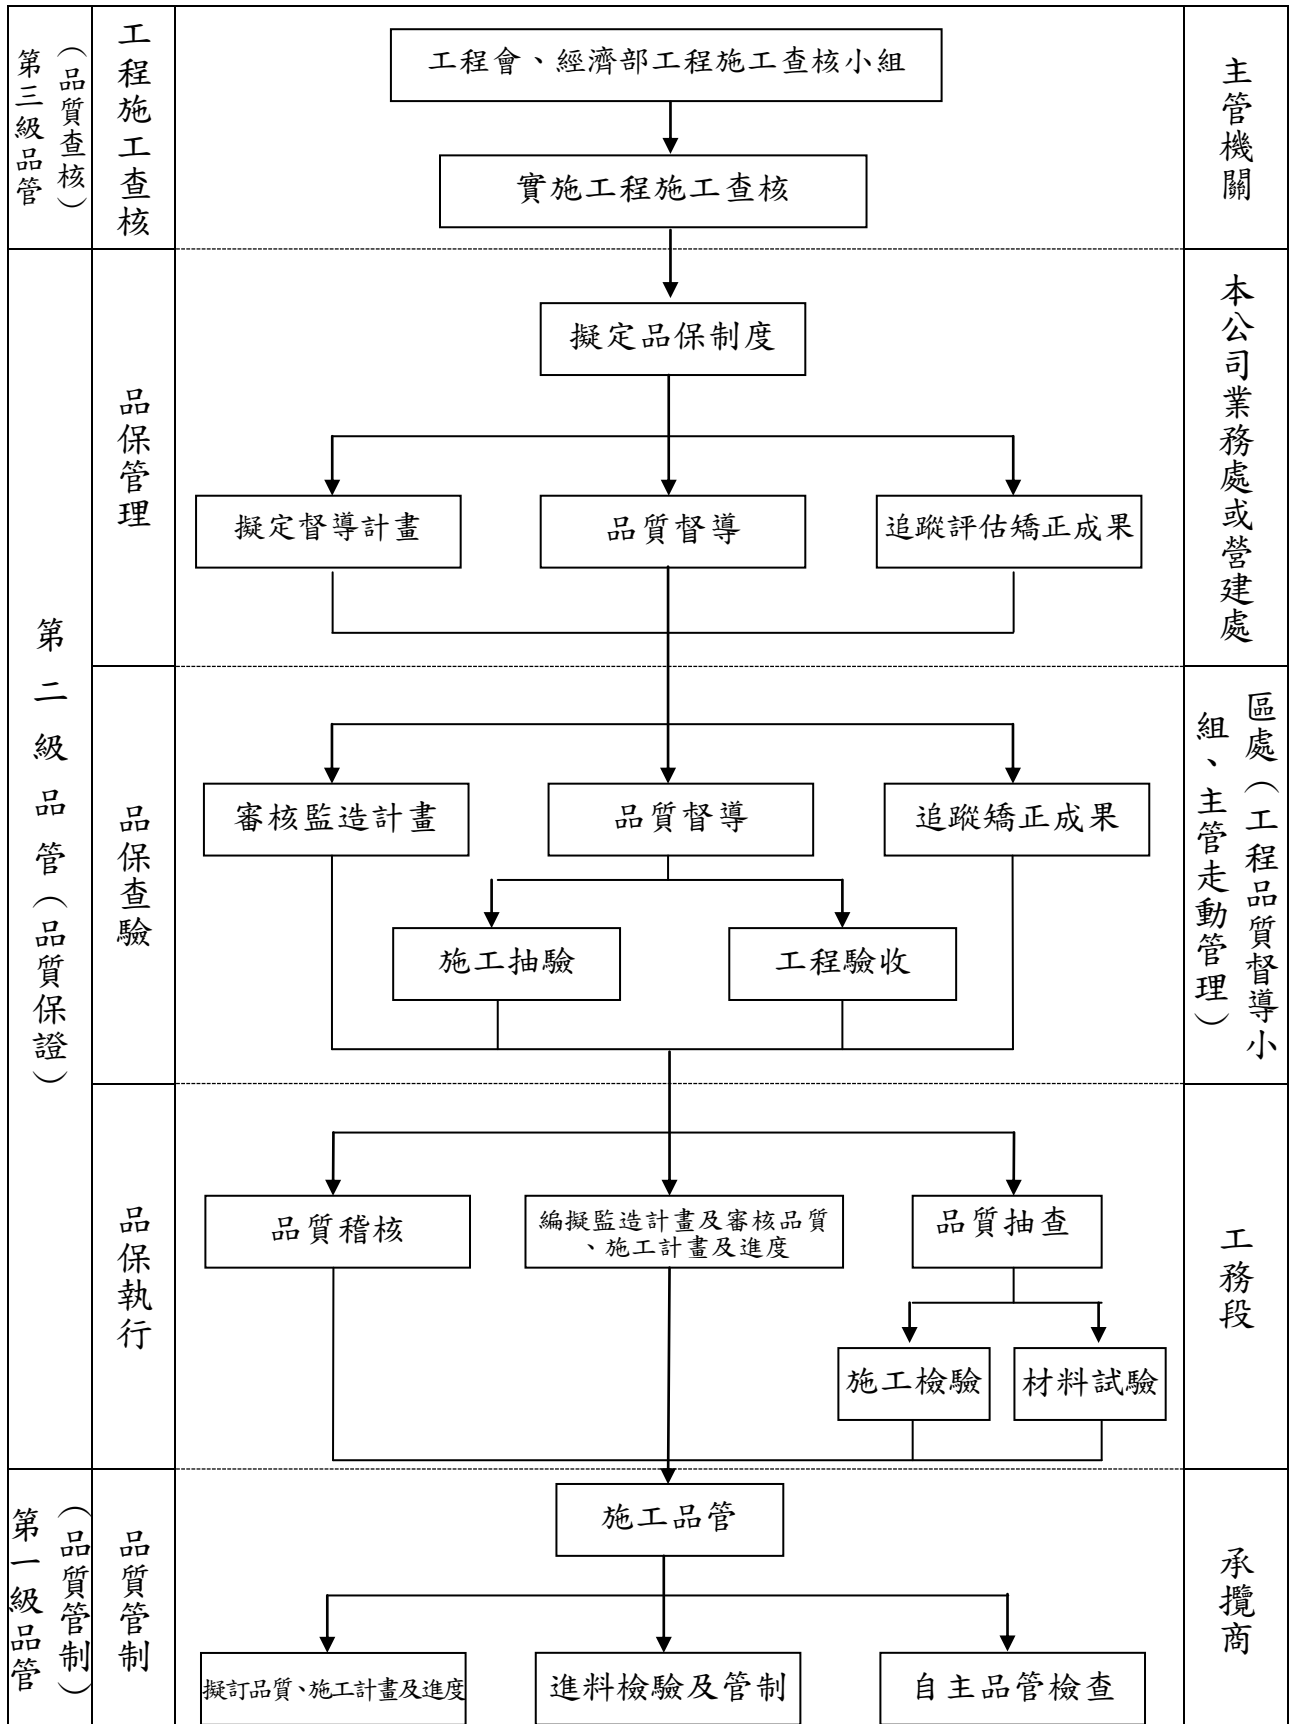 第三級品管
（品質查核）
工程施工查核
工程會、經濟部工程施工查核小組
實施工程施工查核
主管機關
第二級品管（品質保證）
品保管理
擬定品保制度
擬定督導計畫
品質督導
追蹤評估矯正成果
本公司業務處或營建處
品保查驗
審核監造計畫
品質督導
追蹤矯正成果
施工抽驗
工程驗收
區處（工程品質督導小
組、主管走動管理）
品保執行
品質稽核
編擬監造計畫及審核品質
、施工計畫及進度
品質抽查
施工檢驗
材料試驗
工務段
第一級品管
（品質管制）
品質管制
施工品管
擬訂品質、施工計畫及進度
進料檢驗及管制
自主品管檢查
承攬商